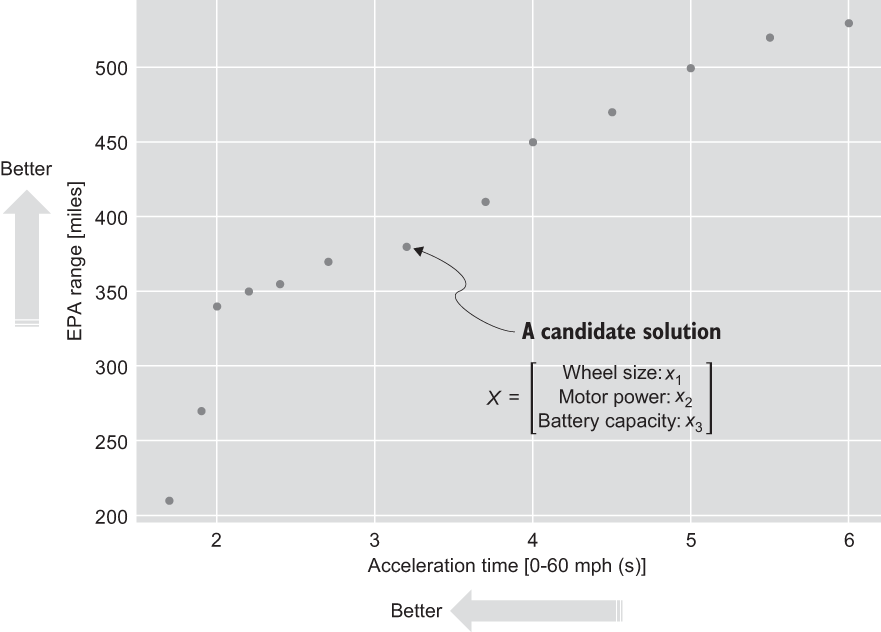 500
450
Better
400
EPA range [miles]
350
A candidate solution
300
Wheel size: x1
X = Motor power: x2
Battery capacity: x3
250
200
2 3 4 5 6
Acceleration time [0-60 mph (s)]
Better